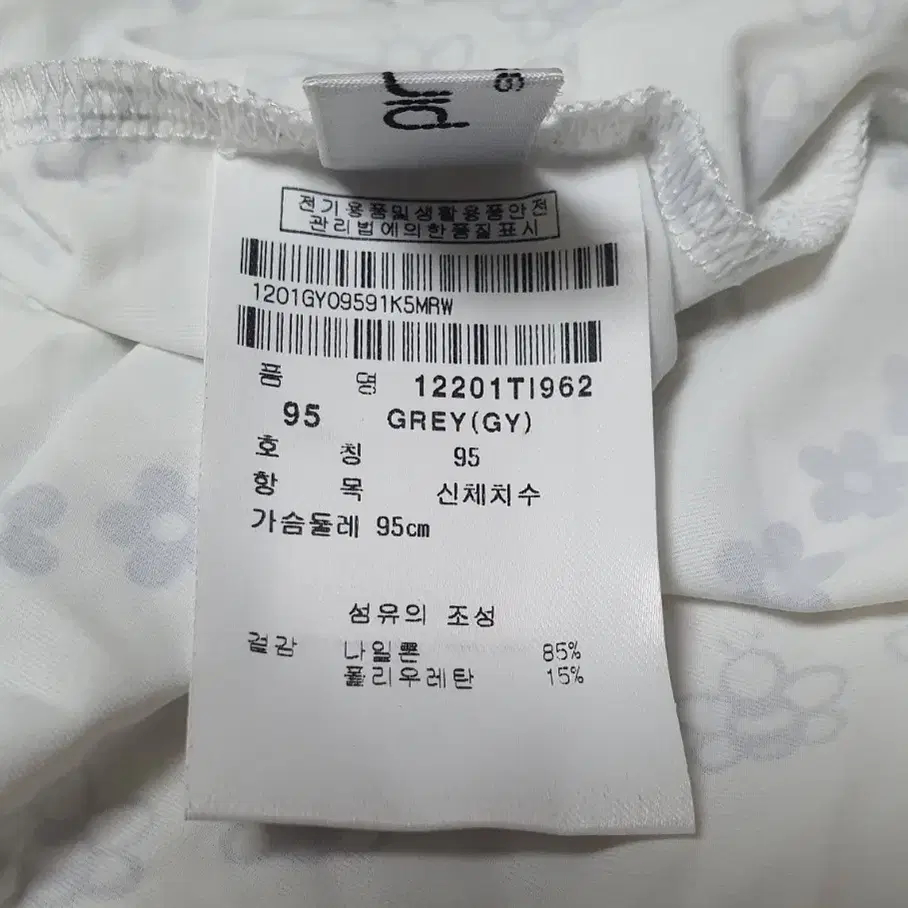 전기용품및생활용품안전
관리법에의한품질표시
1201GY09591K5MRW
품 명 12201TI962
95 GREY(GY)
호 칭 95
항 목 신체치수
가슴둘레 95cm
섬유의 조성
겉감 나일론 85%
폴리우레탄 15%